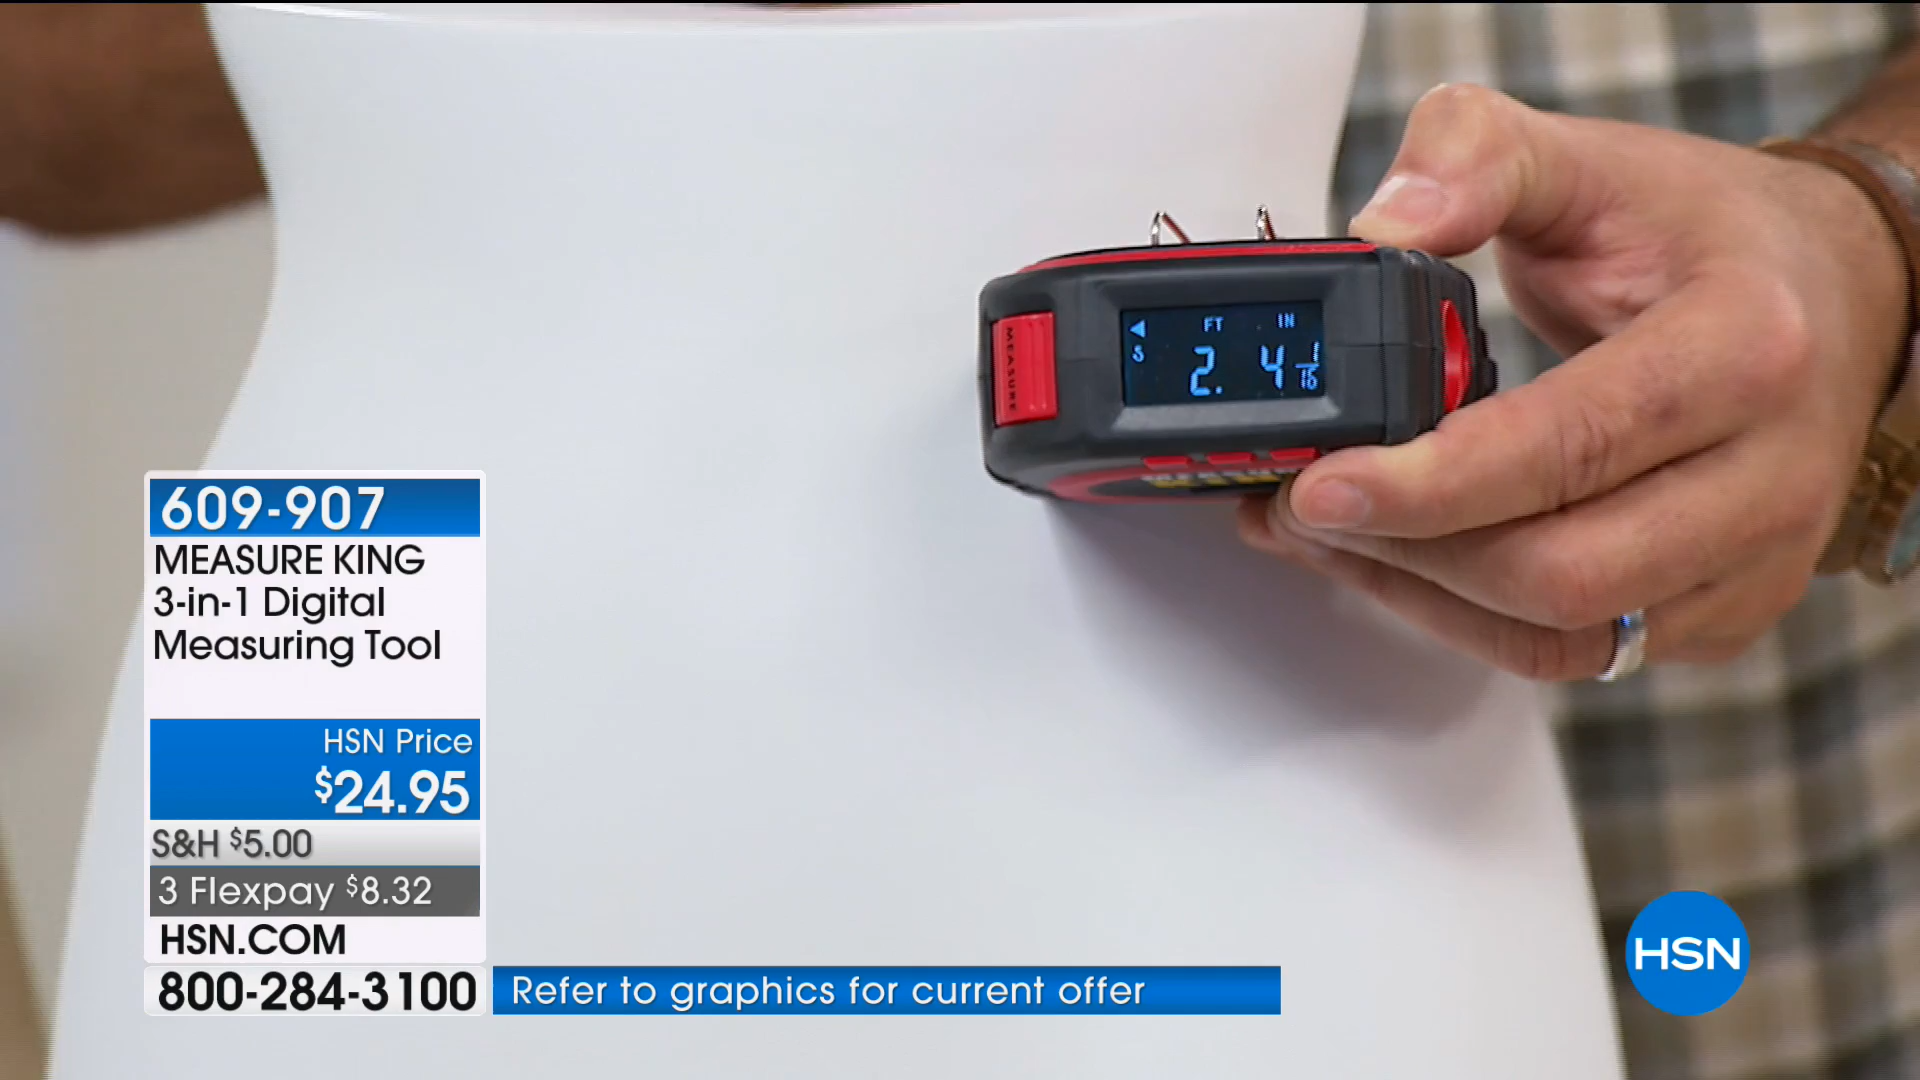 MEASURE
FT IN
S
2. 4 1/16
609-907
MEASURE KING
3-in-1 Digital
Measuring Tool
HSN Price
$24.95
S&H $5.00
3 Flexpay $8.32
HSN.COM
800-284-3100
Refer to graphics for current offer
HSN